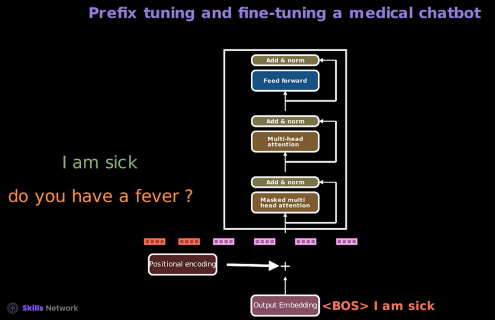 Prefix tuning and fine-tuning a medical chatbot
Add & norm
Feed forward
Add & norm
Multi-head
attention
Add & norm
Masked multi
head attention
I am sick
do you have a fever ?
Positional encoding
+
Output Embedding
<BOS> I am sick
Skills Network